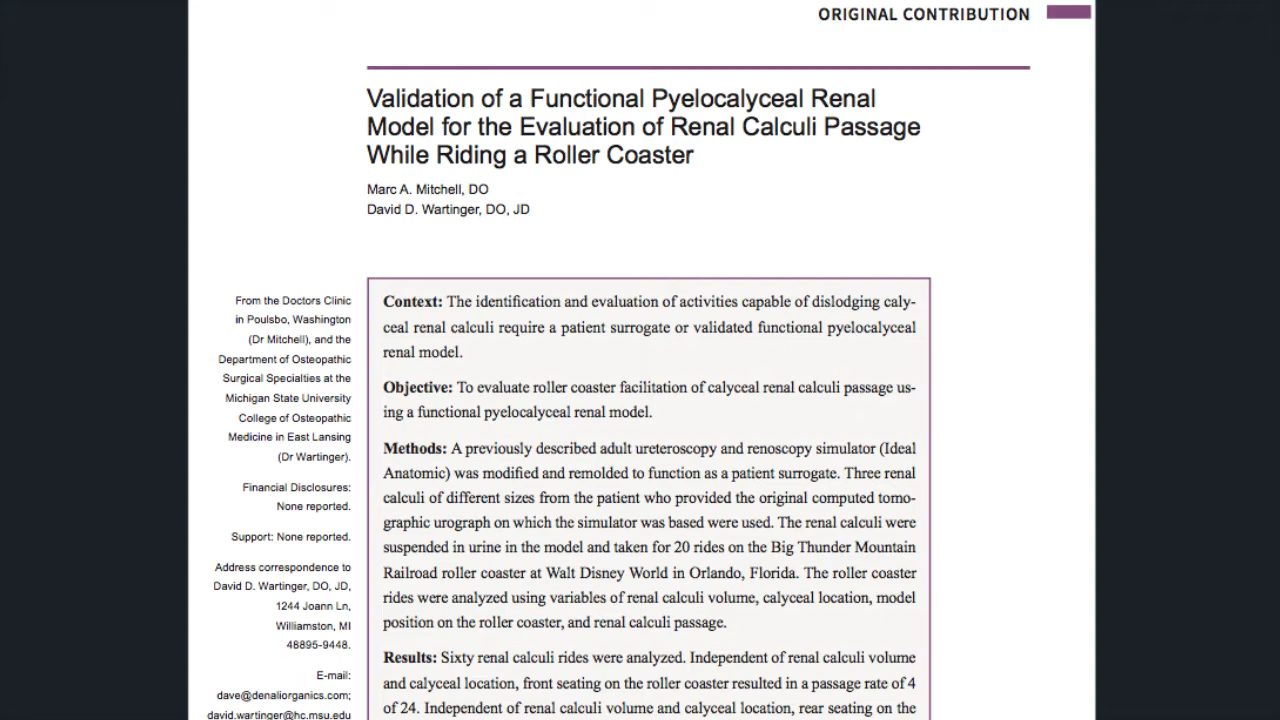 ORIGINAL CONTRIBUTION
Validation of a Functional Pyelocalyceal Renal
Model for the Evaluation of Renal Calculi Passage
While Riding a Roller Coaster
Marc A. Mitchell, DO
David D. Wartinger, DO, JD
From the Doctors Clinic
in Poulsbo, Washington
(Dr Mitchell), and the
Department of Osteopathic
Surgical Specialties at the
Michigan State University
College of Osteopathic
Medicine in East Lansing
(Dr Wartinger).
Financial Disclosures:
None reported.
Support: None reported.
Address correspondence to
David D. Wartinger, DO, JD,
1244 Joann Ln,
Williamston, MI
48895-9448.
E-mail:
dave@denaliorganics.com;
david.wartinger@hc.msu.edu
Context: The identification and evaluation of activities capable of dislodging caly-
ceal renal calculi require a patient surrogate or validated functional pyelocalyceal
renal model.
Objective: To evaluate roller coaster facilitation of calyceal renal calculi passage us-
ing a functional pyelocalyceal renal model.
Methods: A previously described adult ureteroscopy and renoscopy simulator (Ideal
Anatomic) was modified and remolded to function as a patient surrogate. Three renal
calculi of different sizes from the patient who provided the original computed tomo-
graphic urograph on which the simulator was based were used. The renal calculi were
suspended in urine in the model and taken for 20 rides on the Big Thunder Mountain
Railroad roller coaster at Walt Disney World in Orlando, Florida. The roller coaster
rides were analyzed using variables of renal calculi volume, calyceal location, model
position on the roller coaster, and renal calculi passage.
Results: Sixty renal calculi rides were analyzed. Independent of renal calculi volume
and calyceal location, front seating on the roller coaster resulted in a passage rate of 4
of 24. Independent of renal calculi volume and calyceal location, rear seating on the